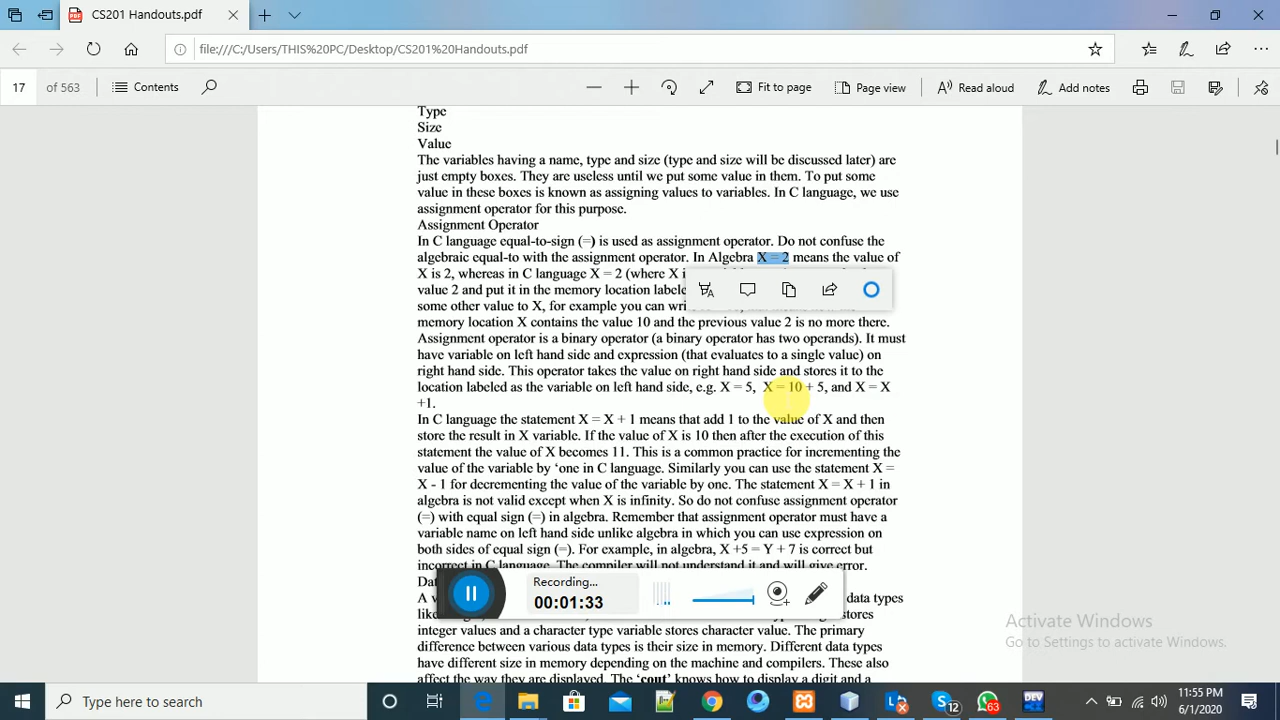 CS201 Handouts.pdf
file:///C:/Users/THIS%20PC/Desktop/CS201%20Handouts.pdf
17 of 563 Contents Fit to page Page view Read aloud Add notes
Type
Size
Value
The variables having a name, type and size (type and size will be discussed later) are
just empty boxes. They are useless until we put some value in them. To put some
value in these boxes is known as assigning values to variables. In C language, we use
assignment operator for this purpose.
Assignment Operator
In C language equal-to-sign (=) is used as assignment operator. Do not confuse the
algebraic equal-to with the assignment operator. In Algebra X = 2 means the value of
X is 2, whereas in C language X = 2 (where X i
value 2 and put it in the memory location labele
some other value to X, for example you can wri
memory location X contains the value 10 and the previous value 2 is no more there.
Assignment operator is a binary operator (a binary operator has two operands). It must
have variable on left hand side and expression (that evaluates to a single value) on
right hand side. This operator takes the value on right hand side and stores it to the
location labeled as the variable on left hand side, e.g. X = 5, X = 10 + 5, and X = X
+1.
In C language the statement X = X + 1 means that add 1 to the value of X and then
store the result in X variable. If the value of X is 10 then after the execution of this
statement the value of X becomes 11. This is a common practice for incrementing the
value of the variable by ‘one in C language. Similarly you can use the statement X =
X - 1 for decrementing the value of the variable by one. The statement X = X + 1 in
algebra is not valid except when X is infinity. So do not confuse assignment operator
(=) with equal sign (=) in algebra. Remember that assignment operator must have a
variable name on left hand side unlike algebra in which you can use expression on
both sides of equal sign (=). For example, in algebra, X +5 = Y + 7 is correct but
incorrect in C language. The compiler will not understand it and will give error.
Da
A v data types
lik stores
integer values and a character type variable stores character value. The primary
difference between various data types is their size in memory. Different data types
have different size in memory depending on the machine and compilers. These also
affect the way they are displayed. The ‘cout’ knows how to display a digit and a
Recording...
00:01:33
Activate Windows
Go to Settings to activate Windows.
Type here to search
12
63
DEV
11:55 PM
6/1/2020